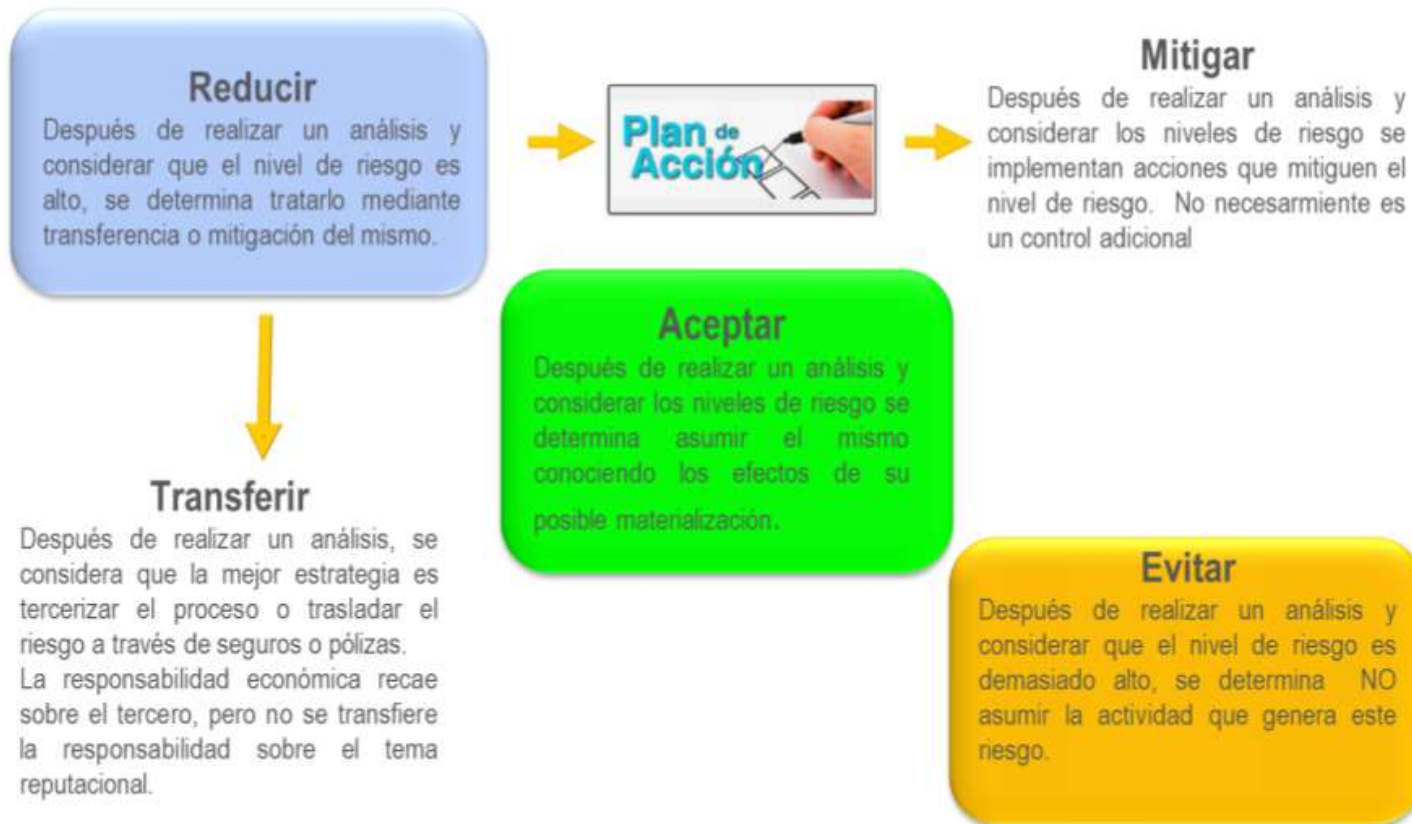 Reducir
Después de realizar un análisis y
considerar que el nivel de riesgo es
alto, se determina tratarlo mediante
transferencia o mitigación del mismo.
Plan de
Acción
Mitigar
Después de realizar un análisis y
considerar los niveles de riesgo se
implementan acciones que mitiguen el
nivel de riesgo. No necesarmiente es
un control adicional
Aceptar
Después de realizar un análisis y
considerar los niveles de riesgo se
determina asumir el mismo
conociendo los efectos de su
posible materialización.
Transferir
Después de realizar un análisis, se
considera que la mejor estrategia es
tercerizar el proceso o trasladar el
riesgo a través de seguros o pólizas.
La responsabilidad económica recae
sobre el tercero, pero no se transfiere
la responsabilidad sobre el tema
reputacional.
Evitar
Después de realizar un análisis y
considerar que el nivel de riesgo es
demasiado alto, se determina NO
asumir la actividad que genera este
riesgo.